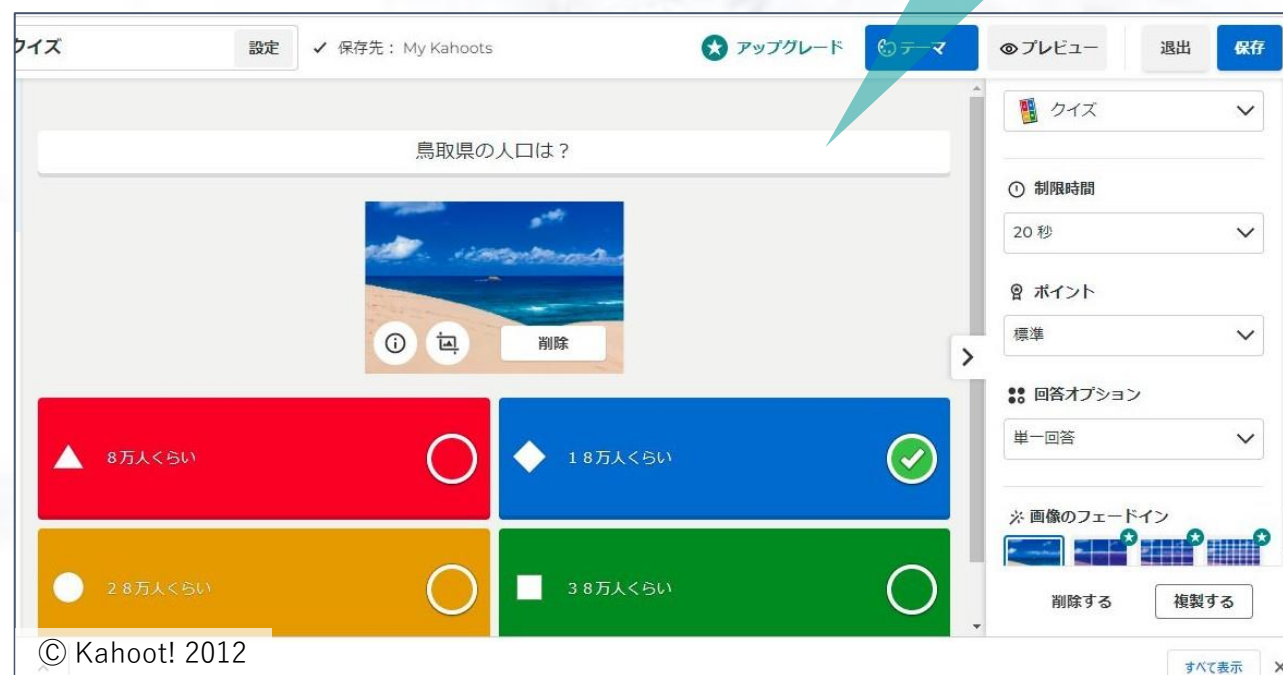 クイズ
設定
保存先： My Kahoots
アップグレード
テーマ
プレビュー
退出
保存
鳥取県の人口は？
削除
8万人くらい
１８万人くらい
２８万人くらい
３８万人くらい
クイズ
制限時間
20 秒
ポイント
標準
回答オプション
単一回答
画像のフェードイン
削除する
複製する
Ⓒ Kahoot! 2012
すべて表示